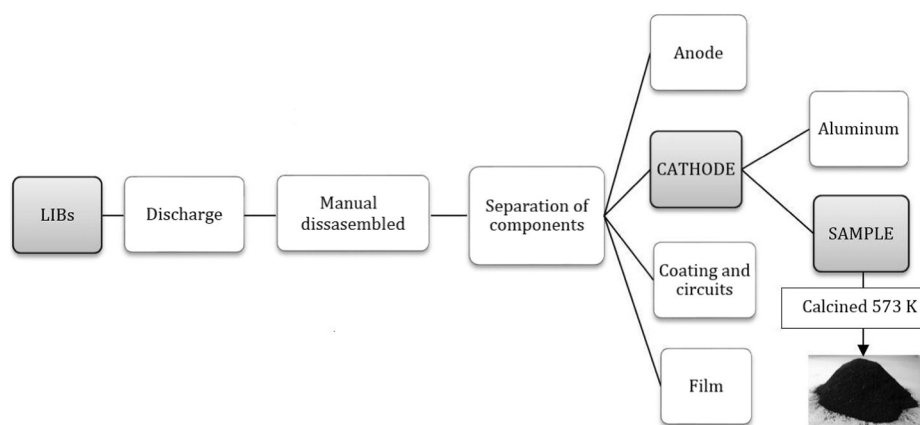 LIBs
Discharge
Manual
dissasembled
Separation of
components
Anode
CATHODE
Coating and
circuits
Film
Aluminum
SAMPLE
Calcined 573 K